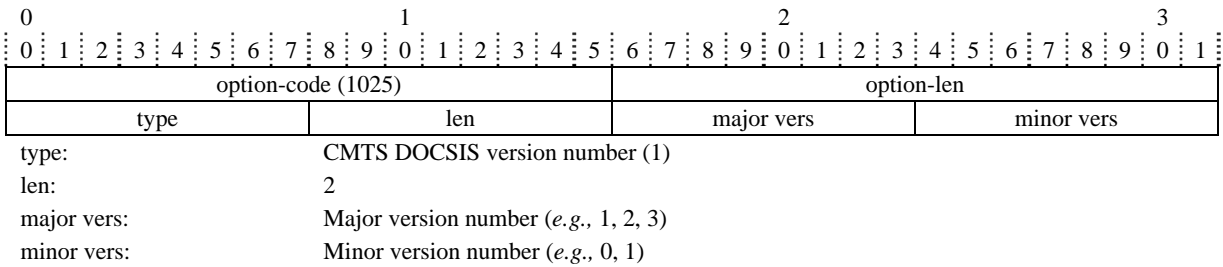 0 1 2 3
0 1 2 3 4 5 6 7 8 9 0 1 2 3 4 5 6 7 8 9 0 1 2 3 4 5 6 7 8 9 0 1
option-code (1025) option-len
type len major vers minor vers
type: CMTS DOCSIS version number (1)
len: 2
major vers: Major version number (e.g., 1, 2, 3)
minor vers: Minor version number (e.g., 0, 1)